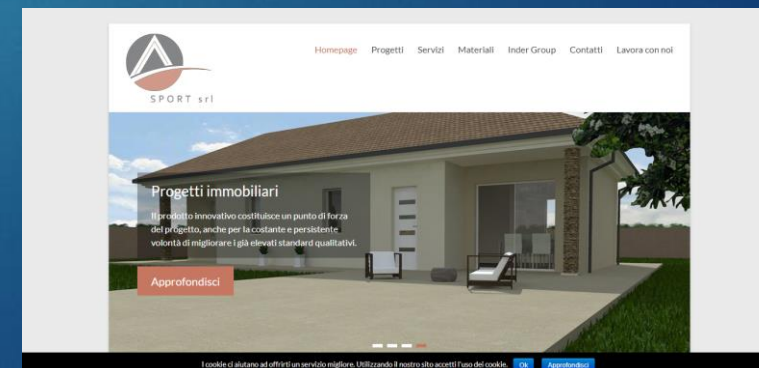 SPORT srl
Homepage Progetti Servizi Materiali Inder Group Contatti Lavora con noi
Progetti immobiliari
Il prodotto innovativo costituisce un punto di forza
del progetto, anche per la costante e persistente
volontà di migliorare i già elevati standard qualitativi.
Approfondisci
I cookie ci aiutano ad offrirti un servizio migliore. Utilizzando il nostro sito accetti l'uso dei cookie. Ok Approfondisci